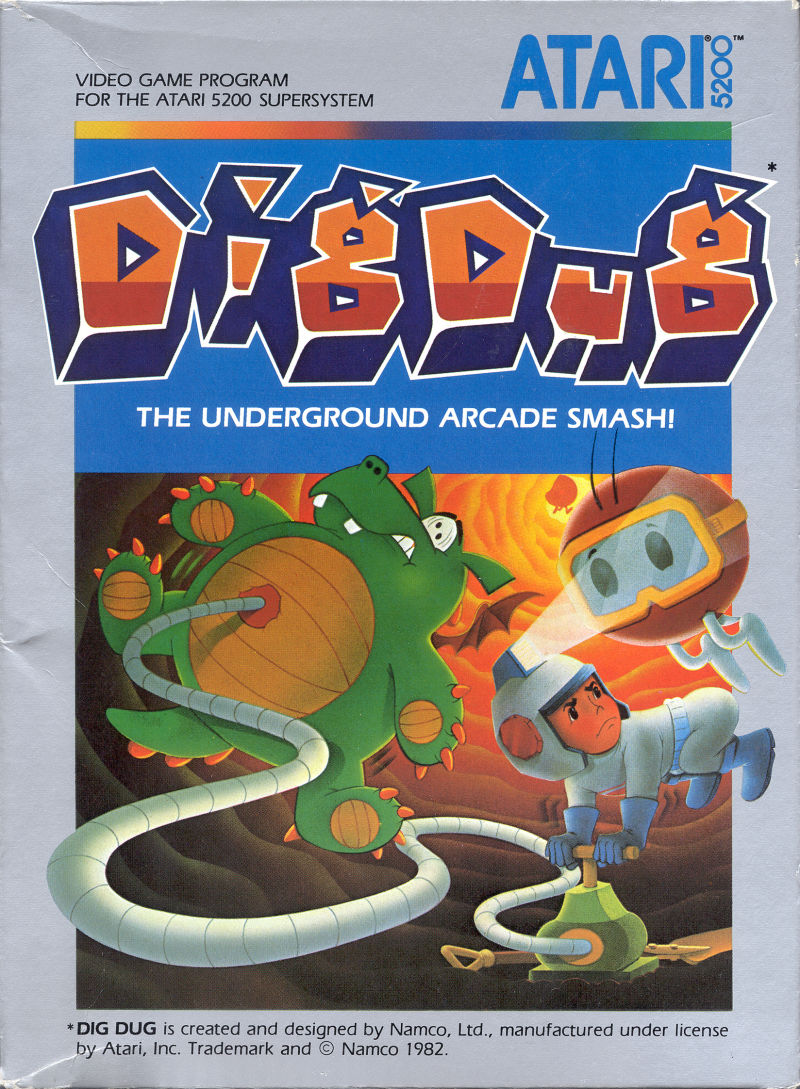 VIDEO GAME PROGRAM
FOR THE ATARI 5200 SUPERSYSTEM
ATARI® 5200™
DiG DuG*
THE UNDERGROUND ARCADE SMASH!
*DIG DUG is created and designed by Namco, Ltd., manufactured under license
by Atari, Inc. Trademark and © Namco 1982.